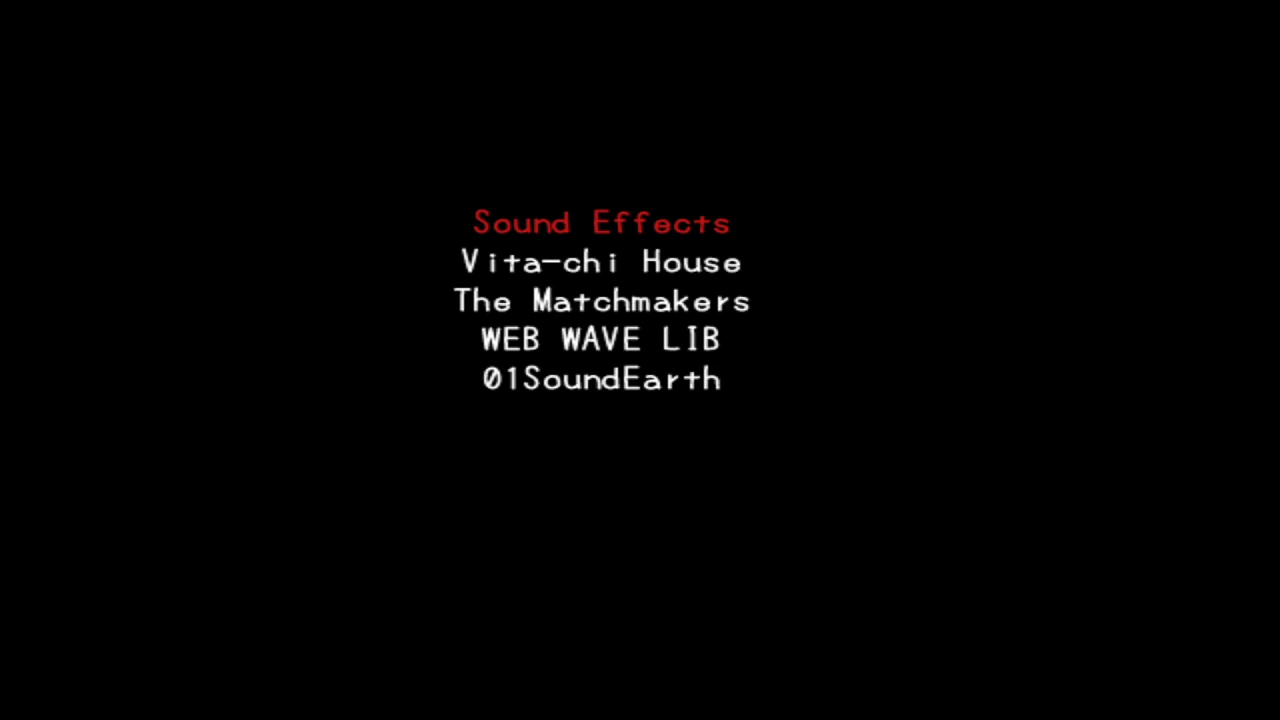 Sound Effects
Vita-chi House
The Matchmakers
WEB WAVE LIB
01SoundEarth